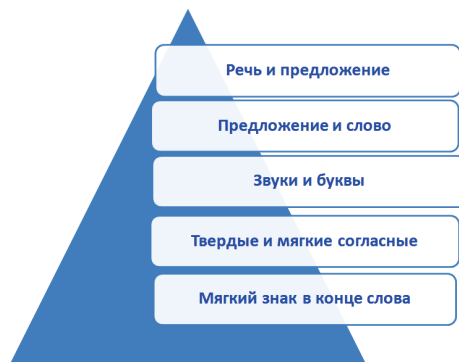 Речь и предложение
Предложение и слово
Звуки и буквы
Твердые и мягкие согласные
Мягкий знак в конце слова